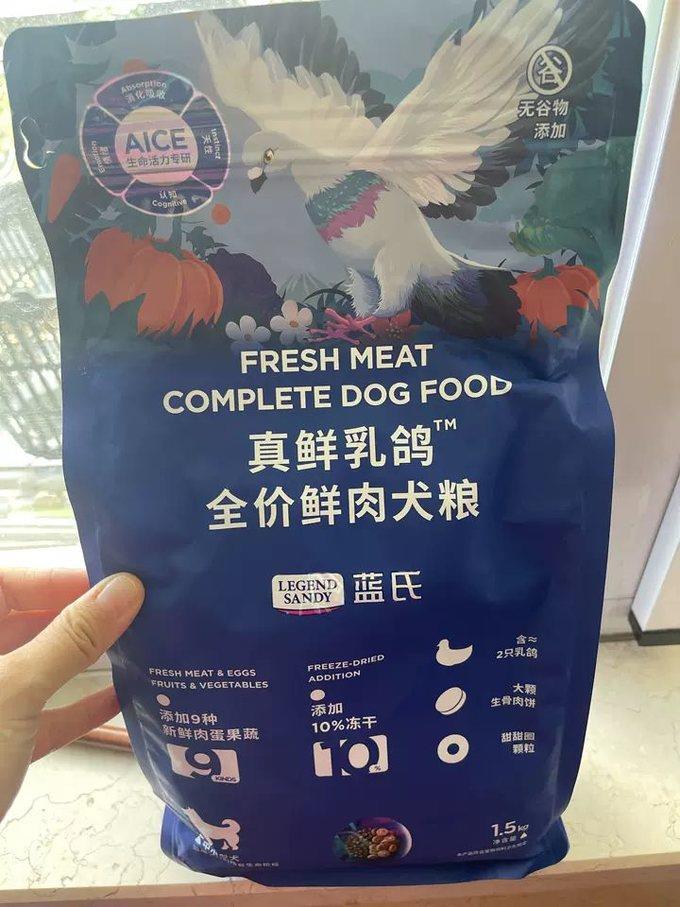 Absorption
消化吸收
AICE
生命活力专研
Instinct
天性
认知
Cognitive
无谷物
添加
FRESH MEAT
COMPLETE DOG FOOD
真鲜乳鸽™
全价鲜肉犬粮
LEGEND
SANDY
蓝氏
FRESH MEAT & EGGS
FRUITS & VEGETABLES
添加9种
新鲜肉蛋果蔬
9
KINDS
FREEZE-DRIED
ADDITION
添加
10%冻干
10
%
含≈
2只乳鸽
大颗
生骨肉饼
甜甜圈
颗粒
1.5kg
净含量